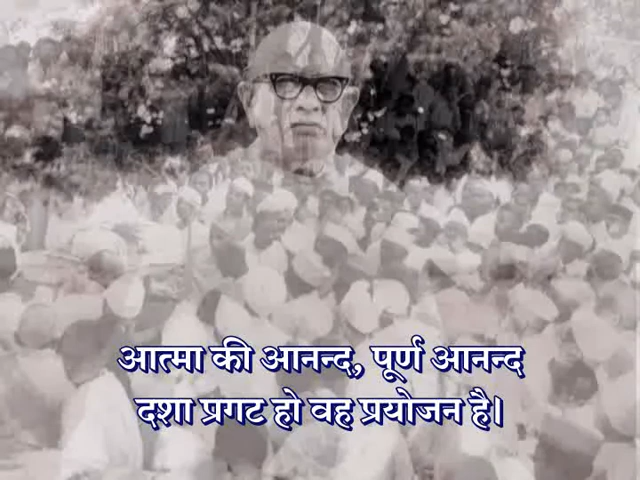 आत्मा की आनन्द, पूर्ण आनन्द
दशा प्रगट हो वह प्रयोजन है।